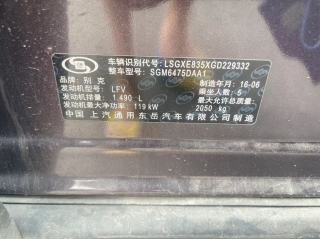 车辆识别代号：LSGXE835XGD229332
整车型号：SGM6475DAA1
品牌 别克 制造年月：16-06
发动机型号 LFV 乘坐人数：5
发动机排量：1.490 L 最大允许总质量：
发动机最大净功率：119 kW 2050 kg
中国 上汽通用东岳汽车有限公司制造